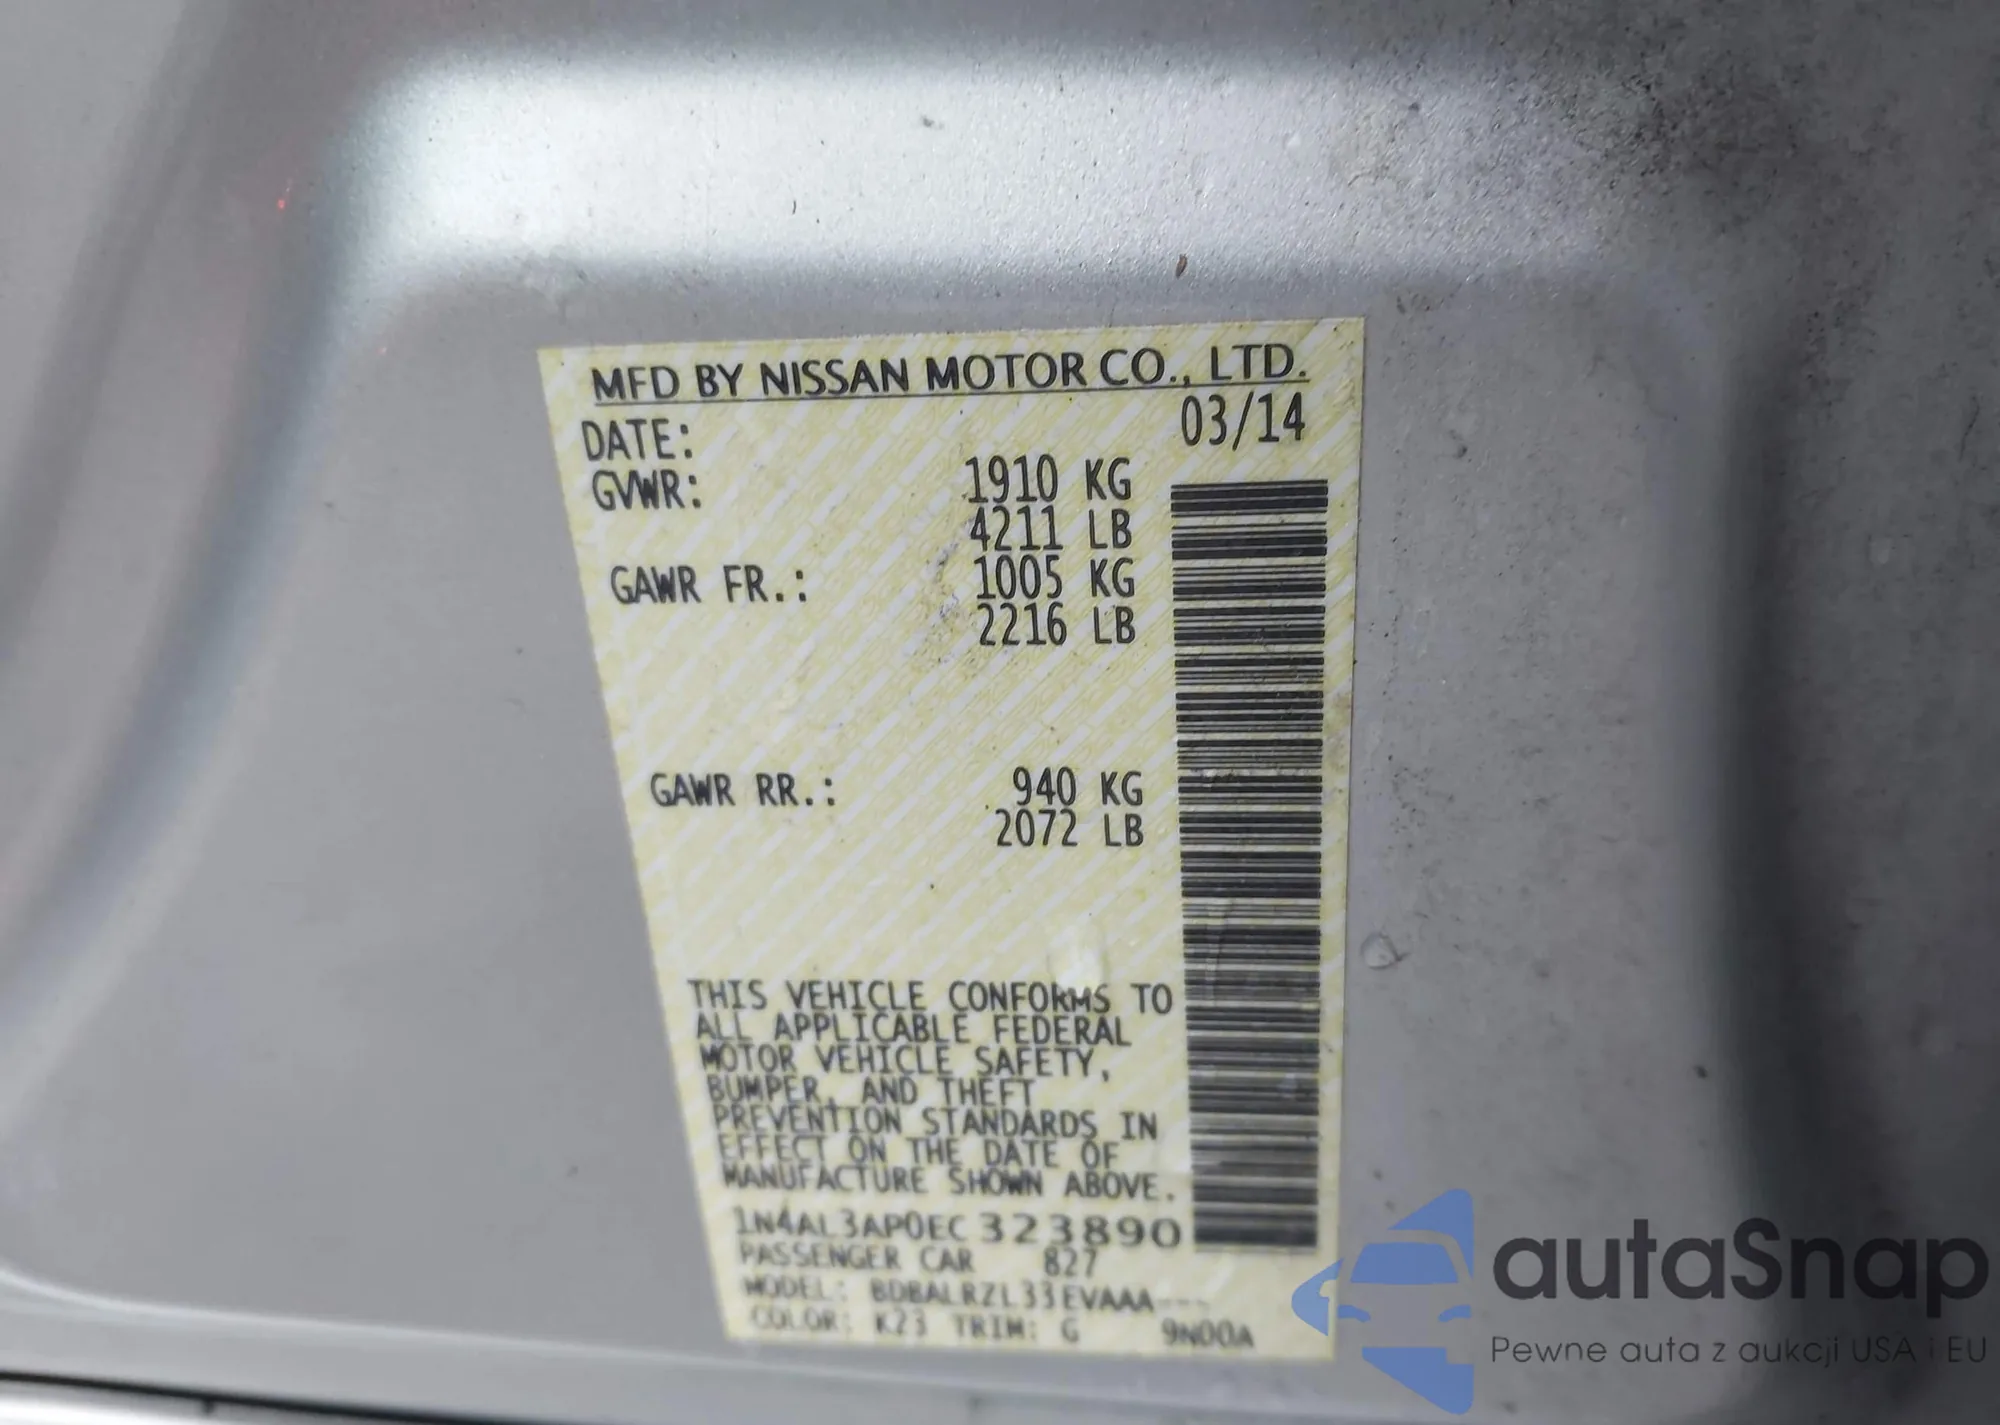 MFD BY NISSAN MOTOR CO., LTD.
DATE: 03/14
GVWR: 1910 KG
4211 LB
GAWR FR.: 1005 KG
2216 LB
GAWR RR.: 940 KG
2072 LB
THIS VEHICLE CONFORMS TO
ALL APPLICABLE FEDERAL
MOTOR VEHICLE SAFETY,
BUMPER, AND THEFT
PREVENTION STANDARDS IN
EFFECT ON THE DATE OF
MANUFACTURE SHOWN ABOVE.
1N4AL3AP0EC323890
PASSENGER CAR 827
MODEL: BDBALRZL33EVAAA---
COLOR: K23 TRIM: G 9N00A
autaSnap
Pewne auta z aukcji USA i EU